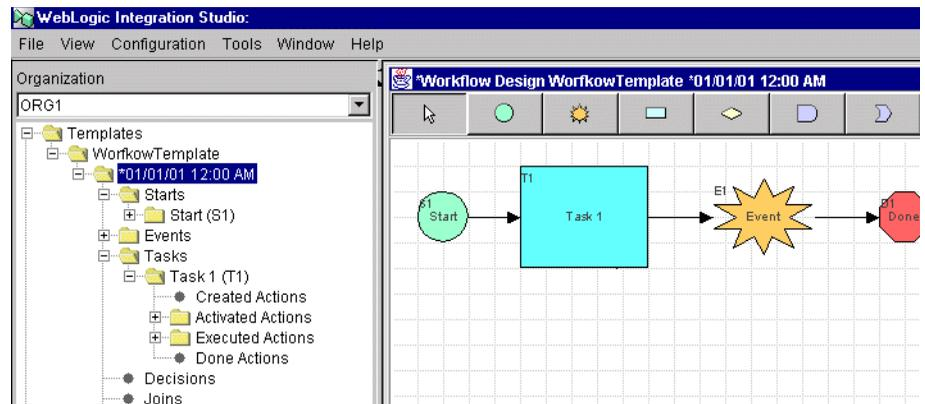 WebLogic Integration Studio:
File View Configuration Tools Window Help
Organization
ORG1
Templates
WorfkowTemplate
*01/01/01 12:00 AM
Starts
Start (S1)
Events
Tasks
Task 1 (T1)
Created Actions
Activated Actions
Executed Actions
Done Actions
Decisions
Joins
*Workflow Design WorfkowTemplate *01/01/01 12:00 AM
S1
Start
T1
Task 1
E1
Event
D1
Done